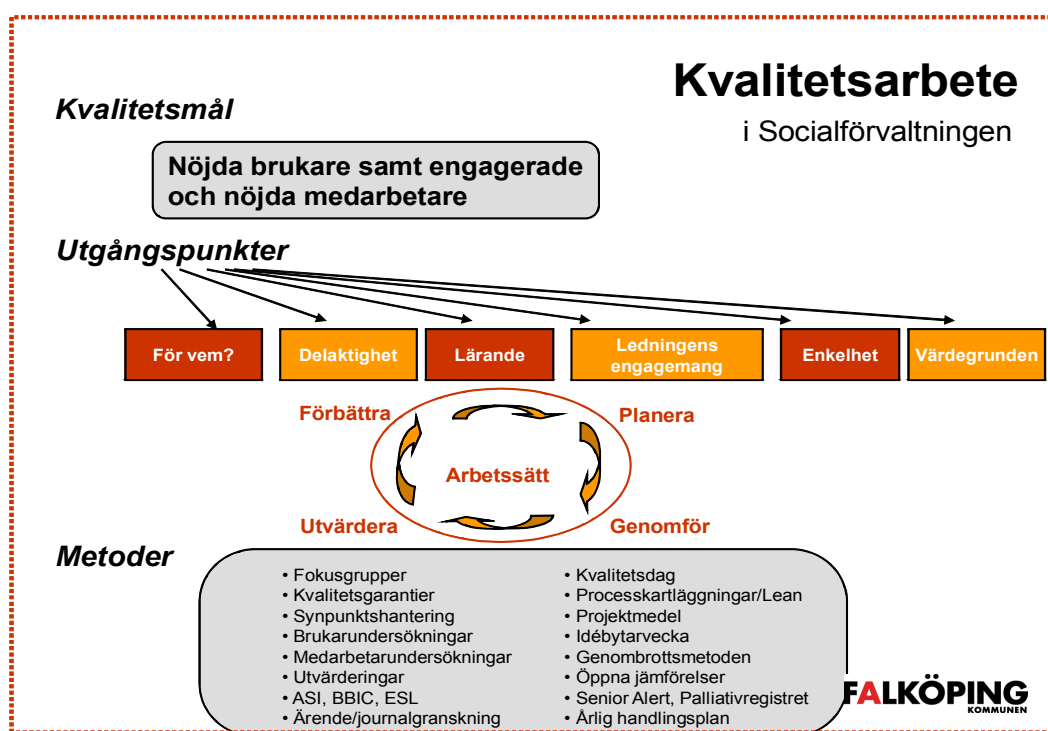 Kvalitetsarbete
i Socialförvaltningen
Kvalitetsmål
Nöjda brukare samt engagerade
och nöjda medarbetare
Utgångspunkter
För vem?
Delaktighet
Lärande
Ledningens
engagemang
Enkelhet
Värdegrunden
Förbättra
Planera
Arbetssätt
Utvärdera
Genomför
Metoder
• Fokusgrupper
• Kvalitetsgarantier
• Synpunktshantering
• Brukarundersökningar
• Medarbetarundersökningar
• Utvärderingar
• ASI, BBIC, ESL
• Ärende/journalgranskning
• Kvalitetsdag
• Processkartläggningar/Lean
• Projektmedel
• Idébytarvecka
• Genombrottsmetoden
• Öppna jämförelser
• Senior Alert, Palliativregistret
• Årlig handlingsplan
FALKÖPING
KOMMUNEN